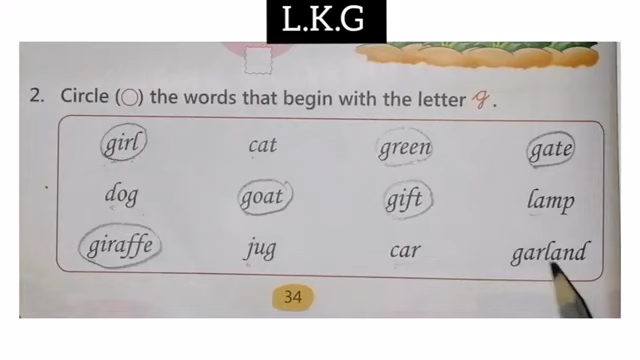 L.K.G
2. Circle (○) the words that begin with the letter g.
girl cat green gate
dog goat gift lamp
giraffe jug car garland
34